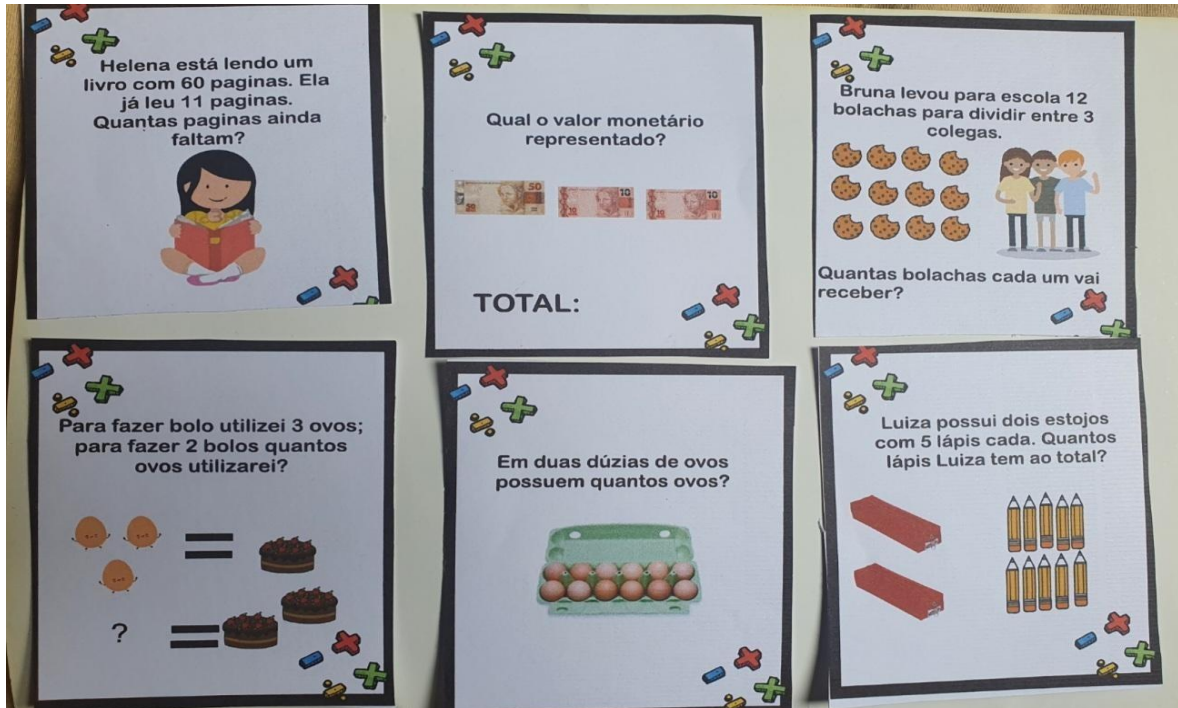 Helena está lendo um
livro com 60 paginas. Ela
já leu 11 paginas.
Quantas paginas ainda
faltam?
Qual o valor monetário
representado?
50
10
10
TOTAL:
Bruna levou para escola 12
bolachas para dividir entre 3
colegas.
Quantas bolachas cada um vai
receber?
Para fazer bolo utilizei 3 ovos;
para fazer 2 bolos quantos
ovos utilizarei?
=
? =
Em duas dúzias de ovos
possuem quantos ovos?
Luiza possui dois estojos
com 5 lápis cada. Quantos
lápis Luiza tem ao total?